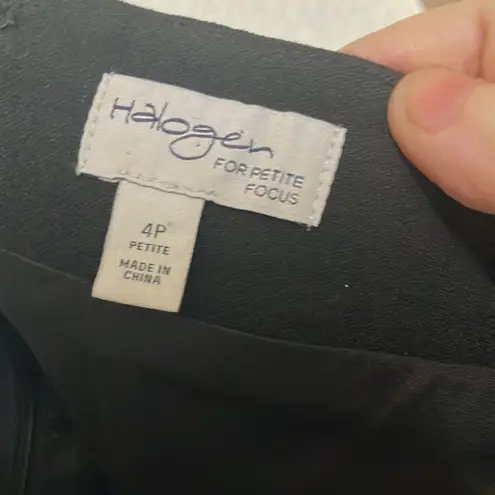 Halogen
FOR PETITE
FOCUS
4P
PETITE
MADE IN
CHINA